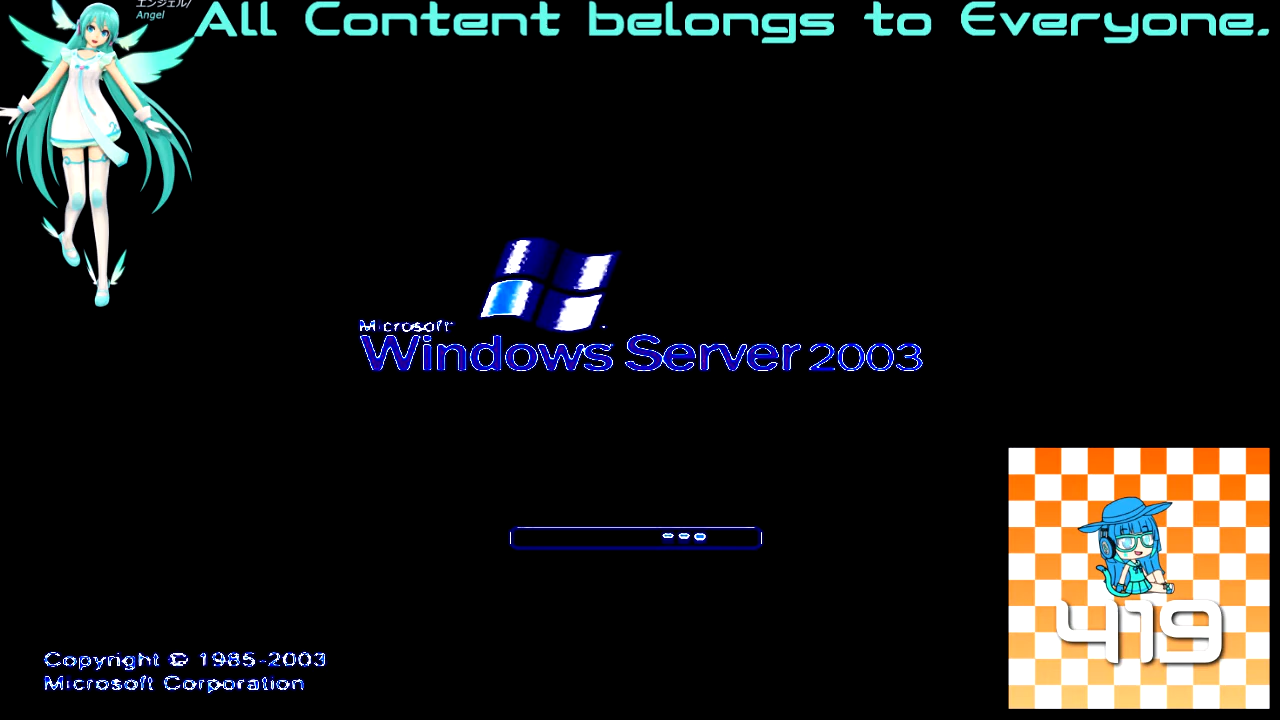 エンジェル/
Angel
All Content belongs to Everyone.
Microsoft
Windows Server 2003
419
Copyright © 1985-2003
Microsoft Corporation